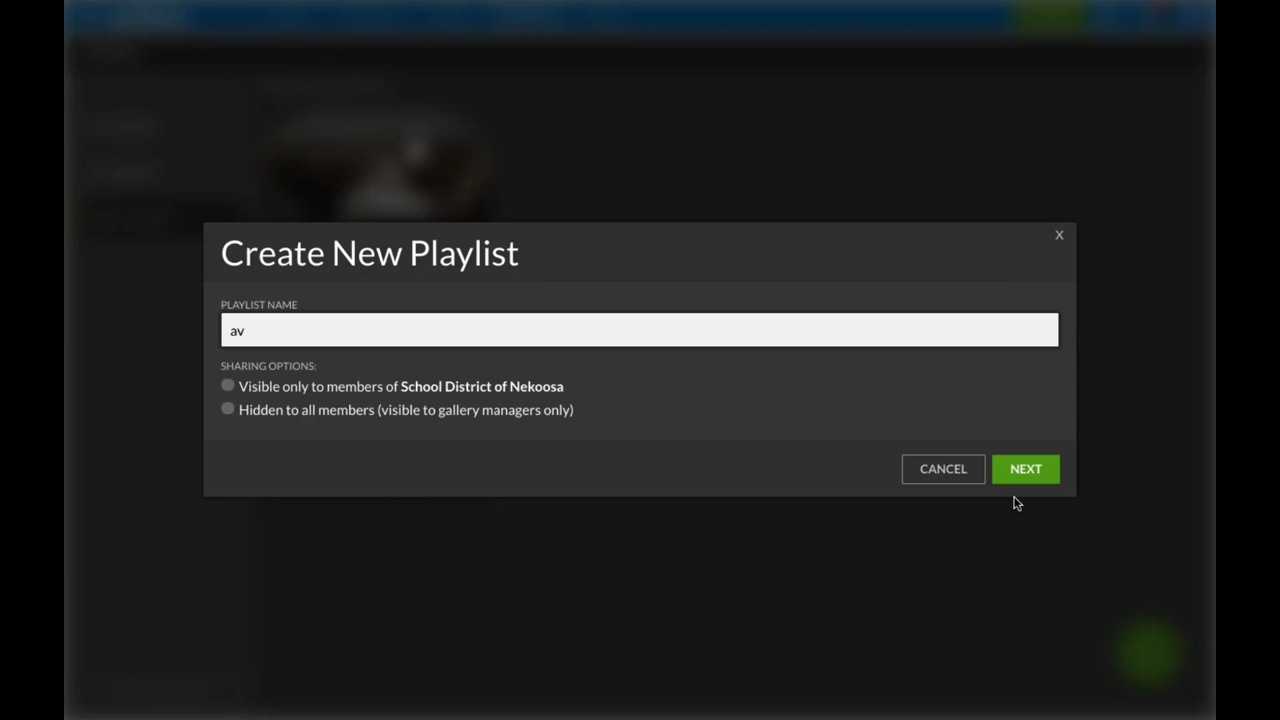 Create New Playlist
X
PLAYLIST NAME
av
SHARING OPTIONS:
Visible only to members of School District of Nekoosa
Hidden to all members (visible to gallery managers only)
CANCEL
NEXT